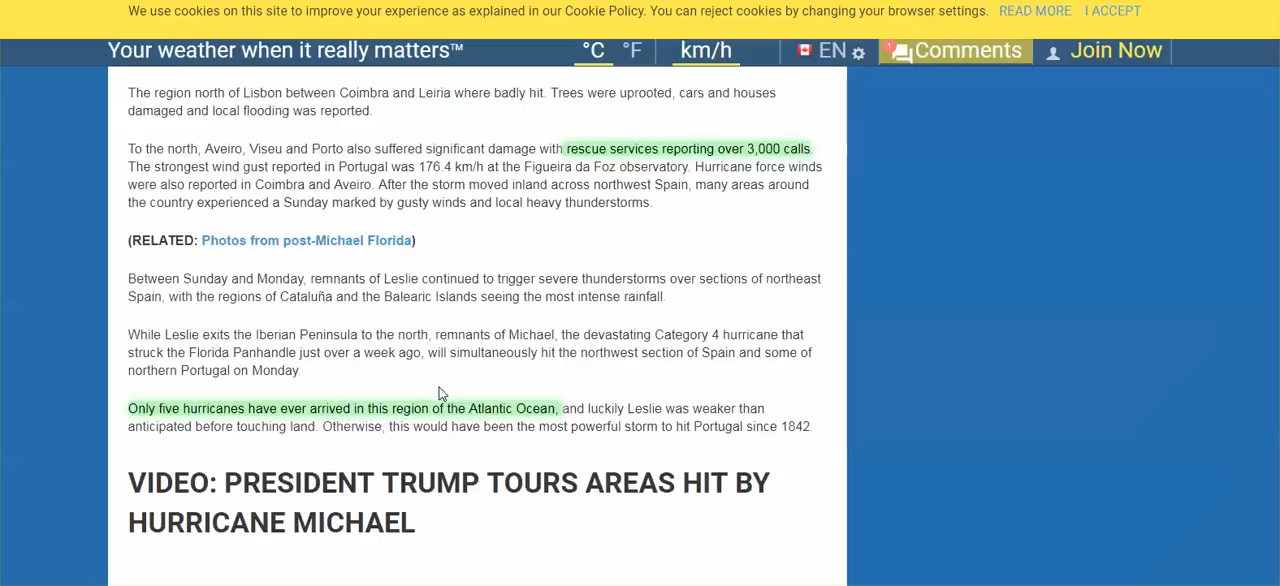 We use cookies on this site to improve your experience as explained in our Cookie Policy. You can reject cookies by changing your browser settings. READ MORE I ACCEPT
Your weather when it really matters™ °C °F km/h EN 1 Comments Join Now
The region north of Lisbon between Coimbra and Leiria where badly hit. Trees were uprooted, cars and houses
damaged and local flooding was reported.
To the north, Aveiro, Viseu and Porto also suffered significant damage with rescue services reporting over 3,000 calls.
The strongest wind gust reported in Portugal was 176.4 km/h at the Figueira da Foz observatory. Hurricane force winds
were also reported in Coimbra and Aveiro. After the storm moved inland across northwest Spain, many areas around
the country experienced a Sunday marked by gusty winds and local heavy thunderstorms.
(RELATED: Photos from post-Michael Florida)
Between Sunday and Monday, remnants of Leslie continued to trigger severe thunderstorms over sections of northeast
Spain, with the regions of Cataluña and the Balearic Islands seeing the most intense rainfall.
While Leslie exits the Iberian Peninsula to the north, remnants of Michael, the devastating Category 4 hurricane that
struck the Florida Panhandle just over a week ago, will simultaneously hit the northwest section of Spain and some of
northern Portugal on Monday.
Only five hurricanes have ever arrived in this region of the Atlantic Ocean, and luckily Leslie was weaker than
anticipated before touching land. Otherwise, this would have been the most powerful storm to hit Portugal since 1842.
VIDEO: PRESIDENT TRUMP TOURS AREAS HIT BY
HURRICANE MICHAEL